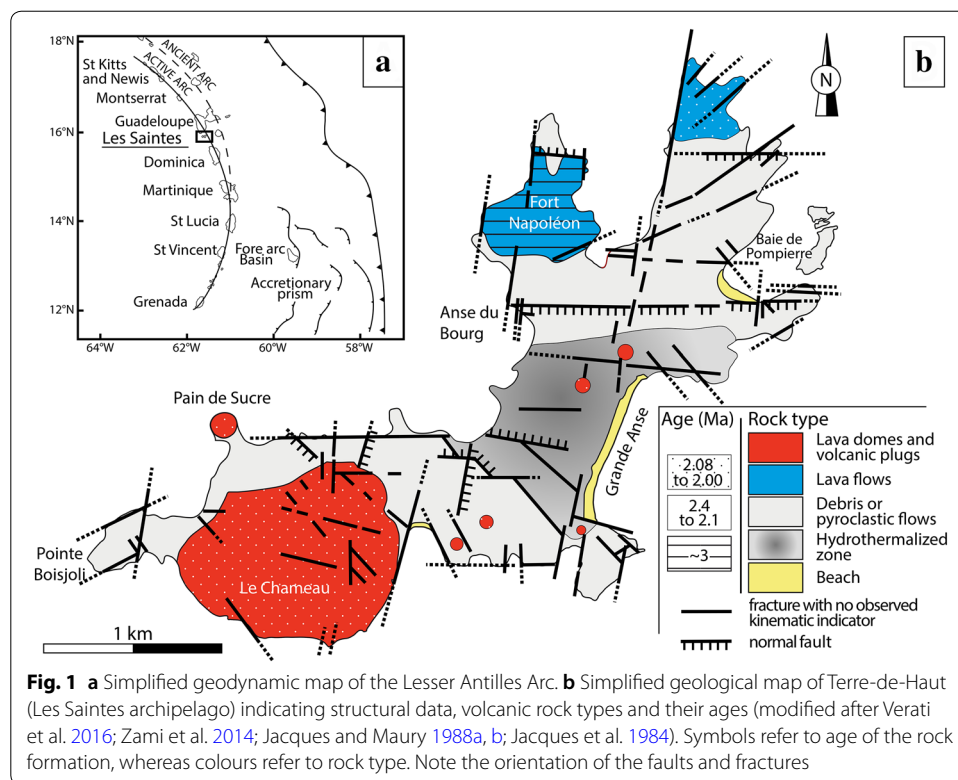 18°N
16°N
14°N
12°N
64°W
62°W
60°W
57°W
a
ANCIENT ARC
ACTIVE ARC
St Kitts
and Newis
Montserrat
Guadeloupe
Les Saintes
Dominica
Martinique
St Lucia
St Vincent
Grenada
Fore arc
Basin
Accretionary
prism
b
N
Fort
Napoléon
Baie de
Pompierre
Anse du
Bourg
Pain de Sucre
Grande Anse
Pointe
Boisjoli
Le Chameau
1 km
Age (Ma)
2.08
to 2.00
2.4
to 2.1
~3
Rock type
Lava domes and
volcanic plugs
Lava flows
Debris or
pyroclastic flows
Hydrothermalized
zone
Beach
fracture with no observed
kinematic indicator
normal fault
Fig. 1 a Simplified geodynamic map of the Lesser Antilles Arc. b Simplified geological map of Terre-de-Haut
(Les Saintes archipelago) indicating structural data, volcanic rock types and their ages (modified after Verati
et al. 2016; Zami et al. 2014; Jacques and Maury 1988a, b; Jacques et al. 1984). Symbols refer to age of the rock
formation, whereas colours refer to rock type. Note the orientation of the faults and fractures